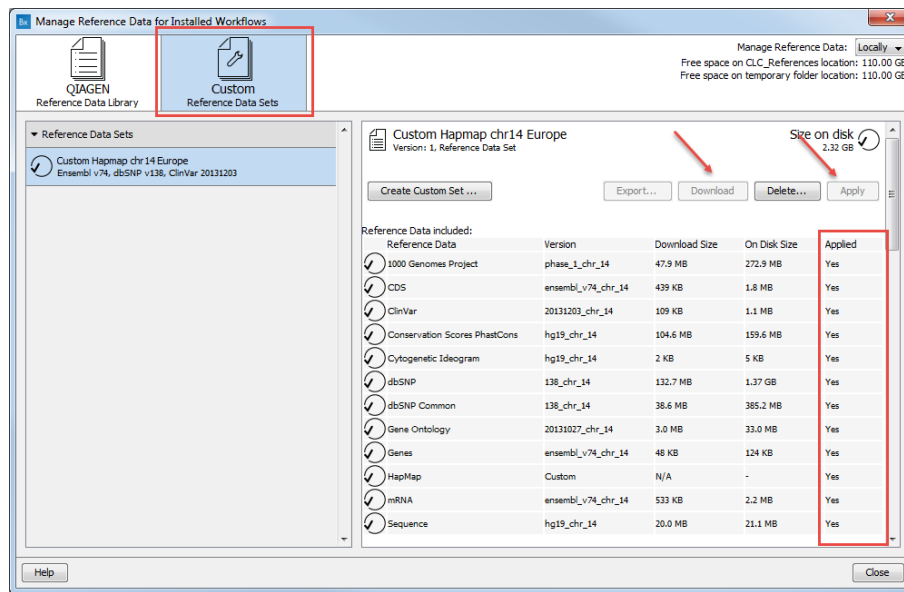 Bx Manage Reference Data for Installed Workflows
x
QIAGEN
Reference Data Library
Custom
Reference Data Sets
Manage Reference Data: Locally
Free space on CLC_References location: 110.00 GB
Free space on temporary folder location: 110.00 GB
Reference Data Sets
Custom Hapmap chr14 Europe
Ensembl v74, dbSNP v138, ClinVar 20131203
Custom Hapmap chr14 Europe
Version: 1, Reference Data Set
Size on disk
2.32 GB
Create Custom Set ... Export... Download Delete... Apply
Reference Data included:
Reference Data Version Download Size On Disk Size Applied
1000 Genomes Project phase_1_chr_14 47.9 MB 272.9 MB Yes
CDS ensembl_v74_chr_14 439 KB 1.8 MB Yes
ClinVar 20131203_chr_14 109 KB 1.1 MB Yes
Conservation Scores PhastCons hg19_chr_14 104.6 MB 159.6 MB Yes
Cytogenetic Ideogram hg19_chr_14 2 KB 5 KB Yes
dbSNP 138_chr_14 132.7 MB 1.37 GB Yes
dbSNP Common 138_chr_14 38.6 MB 385.2 MB Yes
Gene Ontology 20131027_chr_14 3.0 MB 33.0 MB Yes
Genes ensembl_v74_chr_14 48 KB 124 KB Yes
HapMap Custom N/A - Yes
mRNA ensembl_v74_chr_14 533 KB 2.2 MB Yes
Sequence hg19_chr_14 20.0 MB 21.1 MB Yes
Help Close